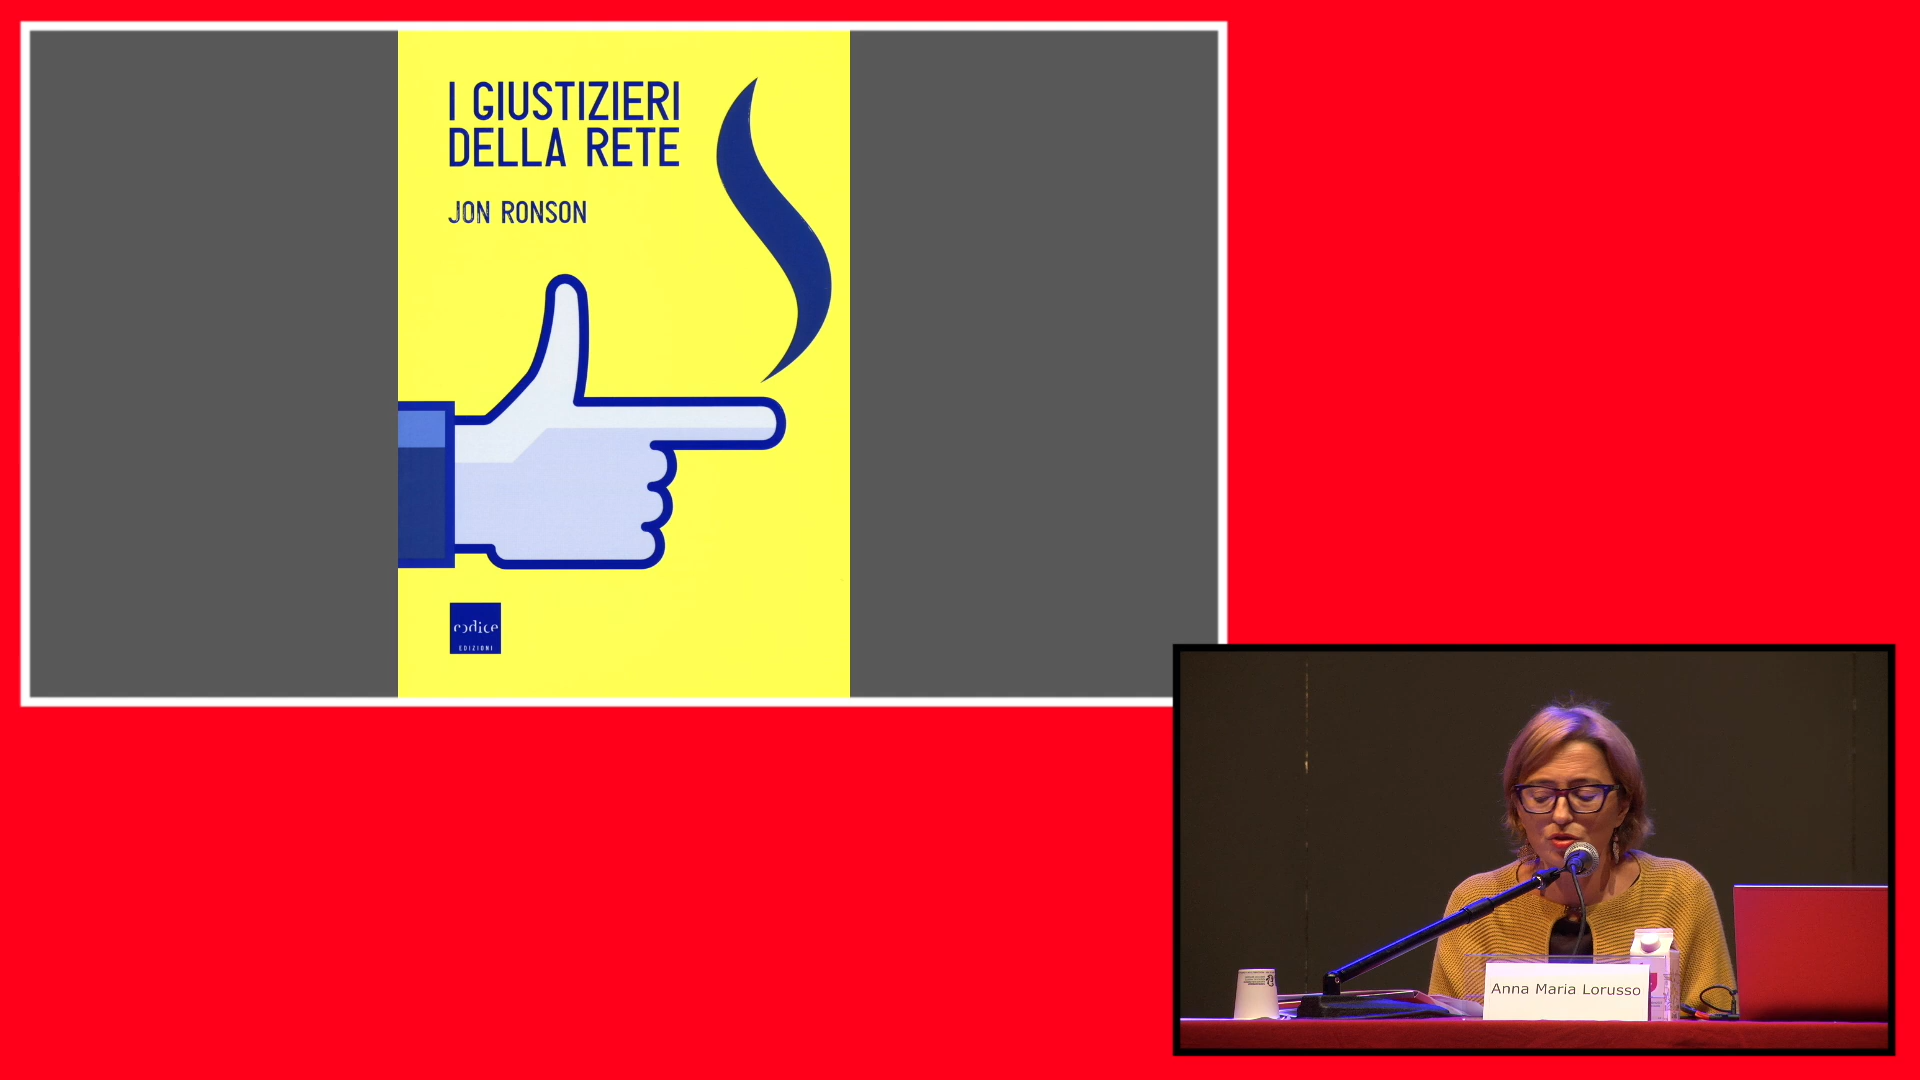 I GIUSTIZIERI
DELLA RETE
JON RONSON
codice
EDIZIONI
Anna Maria Lorusso